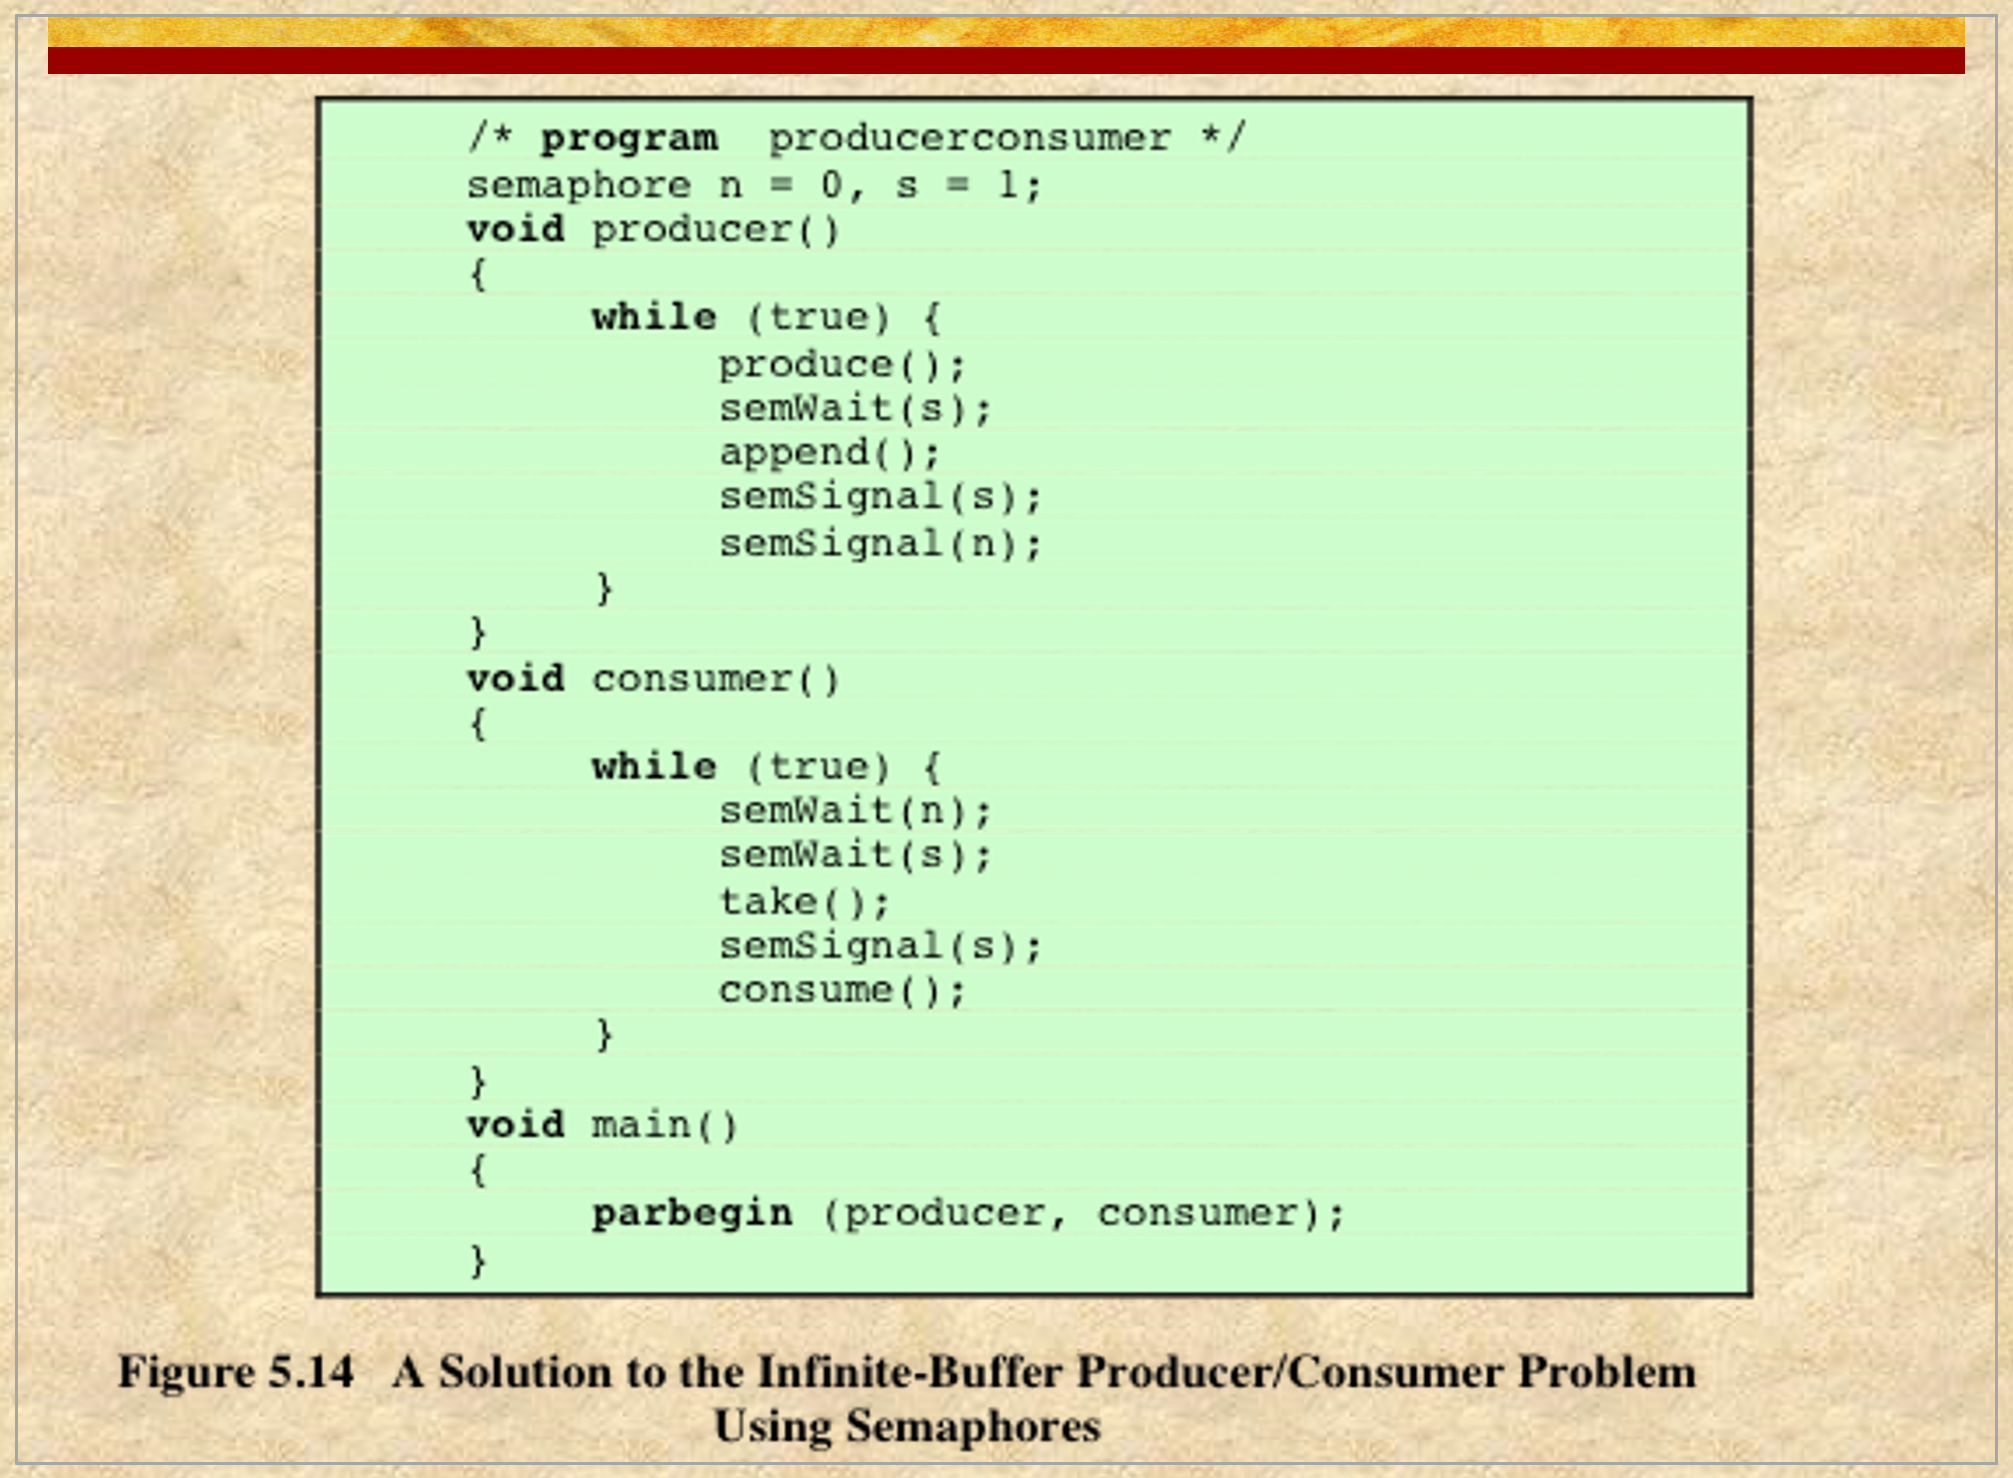 /* program  producerconsumer */
semaphore n = 0, s = 1;
void producer()
{
     while (true) {
          produce();
          semWait(s);
          append();
          semSignal(s);
          semSignal(n);
     }
}
void consumer()
{
     while (true) {
          semWait(n);
          semWait(s);
          take();
          semSignal(s);
          consume();
     }
}
void main()
{
     parbegin (producer, consumer);
}
Figure 5.14   A Solution to the Infinite-Buffer Producer/Consumer Problem
Using Semaphores